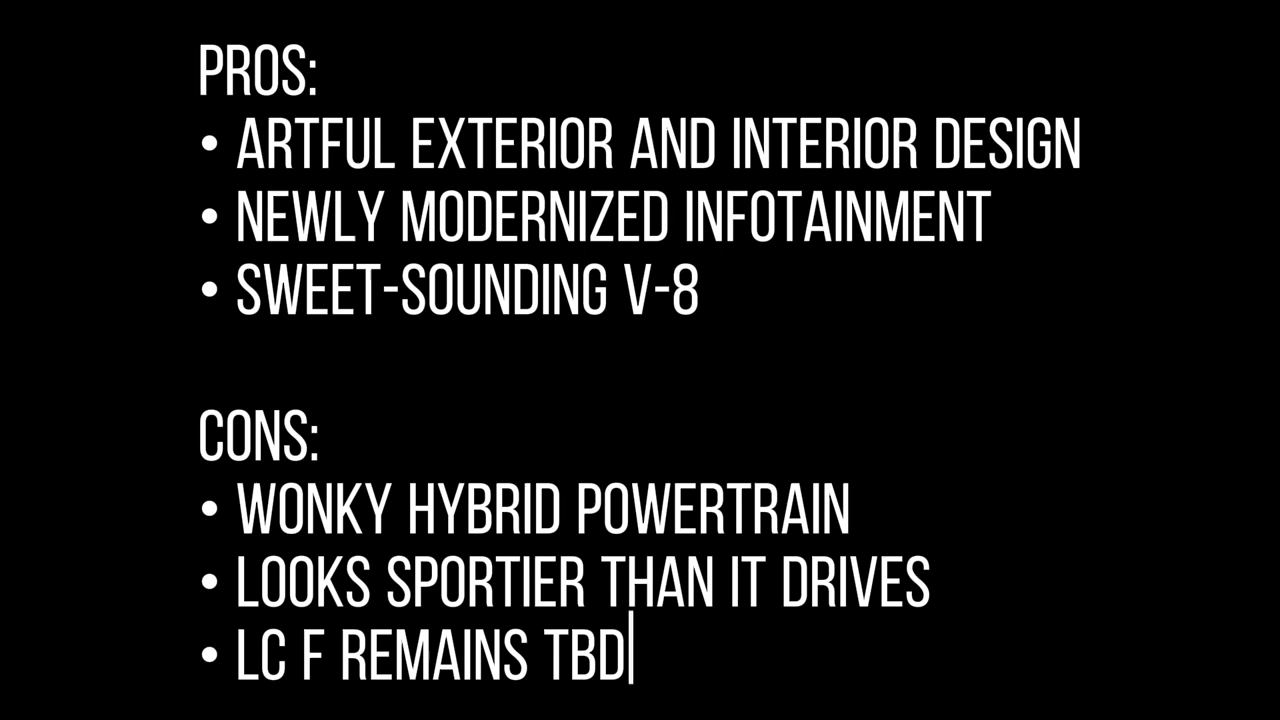 PROS:
• ARTFUL EXTERIOR AND INTERIOR DESIGN
• NEWLY MODERNIZED INFOTAINMENT
• SWEET-SOUNDING V-8
CONS:
• WONKY HYBRID POWERTRAIN
• LOOKS SPORTIER THAN IT DRIVES
• LC F REMAINS TBD